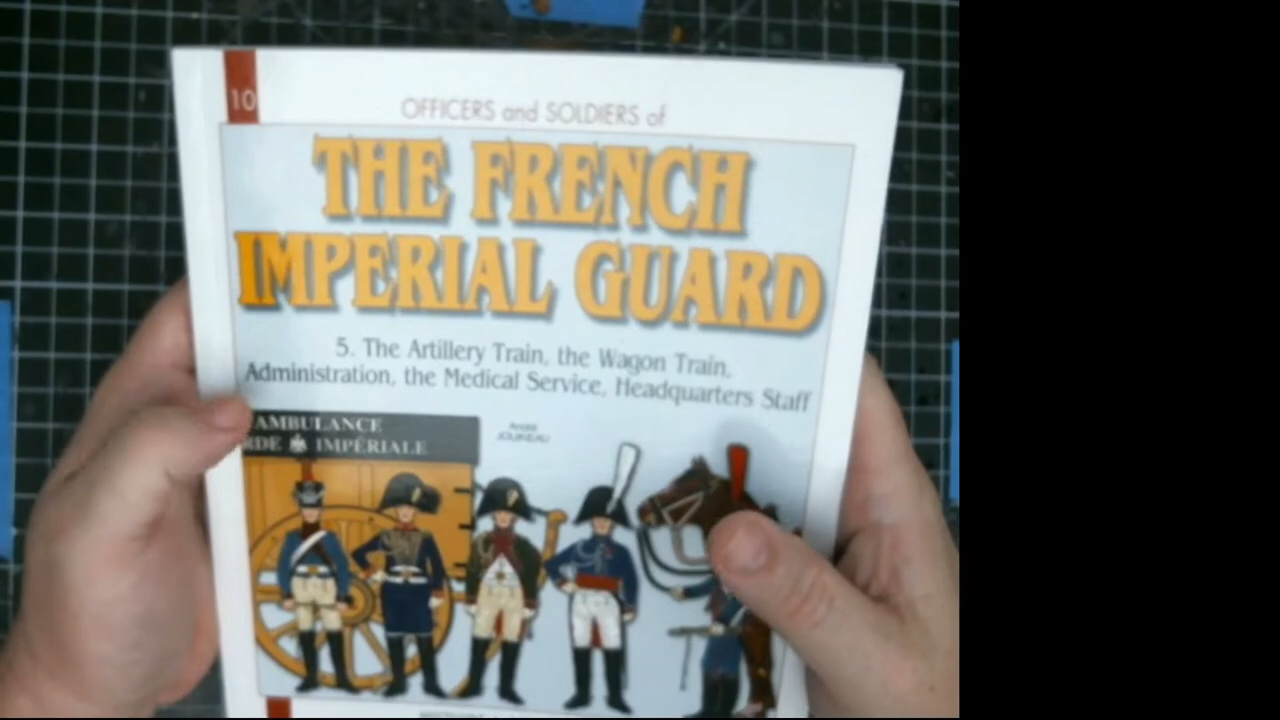 10
OFFICERS and SOLDIERS of
THE FRENCH
IMPERIAL GUARD
5. The Artillery Train, the Wagon Train,
Administration, the Medical Service, Headquarters Staff
AMBULANCE
RDE IMPÉRIALE
André
JOUINEAU